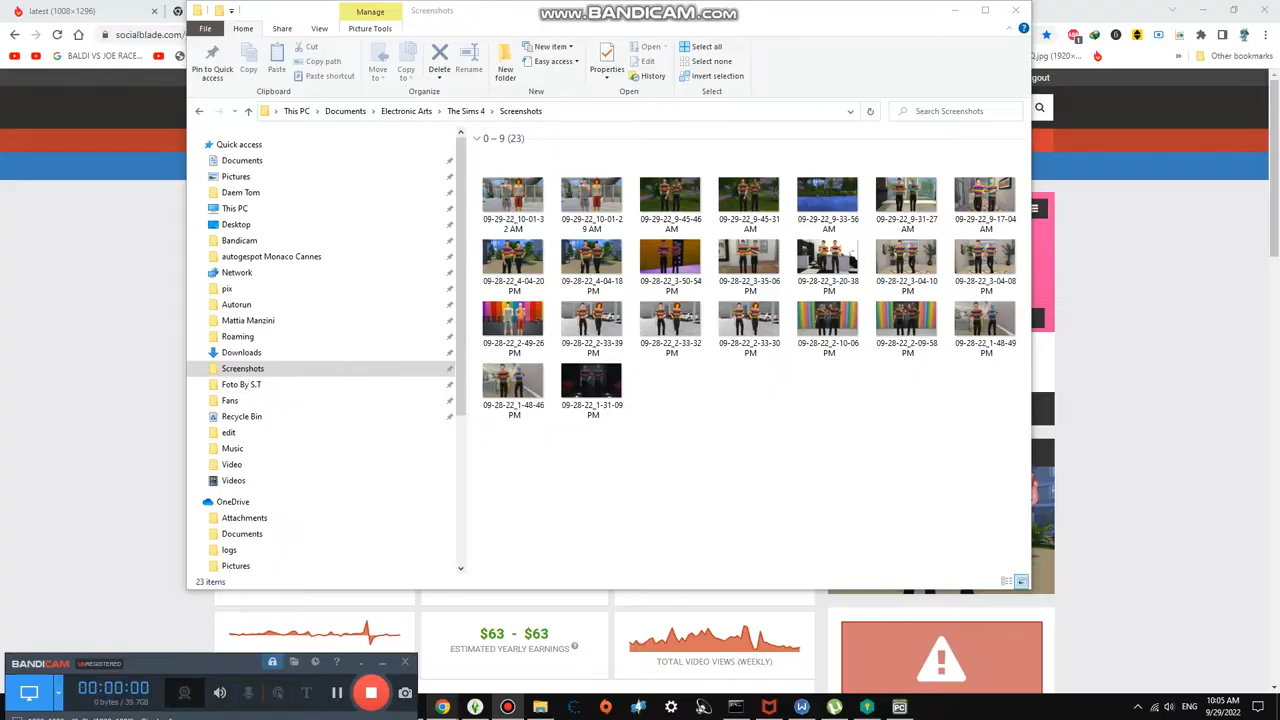 latest (1008×1296)
www.BANDICAM.com
Manage
Screenshots
File
Home
Share
View
Picture Tools
socialblade.com/
BALDI VS JOE RACE...
Q.jpg (1920×...
Other bookmarks
Pin to Quick access
Copy
Paste
Cut
Copy path
Paste shortcut
Clipboard
Move to
Copy to
Delete
Rename
Organize
New folder
New item
Easy access
New
Properties
Open
Edit
History
Open
Select all
Select none
Invert selection
Select
This PC
Documents
Electronic Arts
The Sims 4
Screenshots
Search Screenshots
ogout
0 – 9 (23)
Quick access
Documents
Pictures
Daem Tom
This PC
Desktop
Bandicam
autogespot Monaco Cannes
Network
pix
Autorun
Mattia Manzini
Roaming
Downloads
Screenshots
Foto By S.T
Fans
Recycle Bin
edit
Music
Video
Videos
OneDrive
Attachments
Documents
logs
Pictures
09-29-22_10-01-32 AM
09-29-22_10-01-29 AM
09-29-22_9-45-46 AM
09-29-22_9-45-31 AM
09-29-22_9-33-56 AM
09-29-22_9-31-27 AM
09-29-22_9-17-04 AM
09-28-22_4-04-20 PM
09-28-22_4-04-18 PM
09-28-22_3-50-54 PM
09-28-22_3-35-06 PM
09-28-22_3-20-38 PM
09-28-22_3-04-10 PM
09-28-22_3-04-08 PM
09-28-22_2-49-26 PM
09-28-22_2-33-39 PM
09-28-22_2-33-32 PM
09-28-22_2-33-30 PM
09-28-22_2-10-06 PM
09-28-22_2-09-58 PM
09-28-22_1-48-49 PM
09-28-22_1-48-46 PM
09-28-22_1-31-09 PM
23 items
$63 - $63
ESTIMATED YEARLY EARNINGS
TOTAL VIDEO VIEWS (WEEKLY)
BANDICAM
UNREGISTERED
00:00:00
0 bytes / 39.7GB
ENG
10:05 AM
9/29/2022